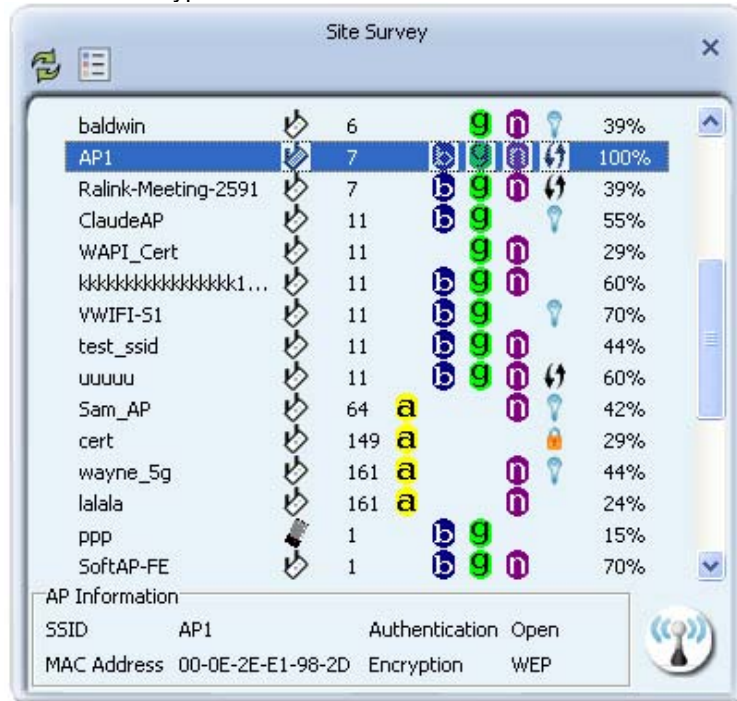 Site Survey
baldwin 6 g n 39%
AP1 7 b g n 100%
Ralink-Meeting-2591 7 b g n 39%
ClaudeAP 11 b g 55%
WAPI_Cert 11 g n 29%
kkkkkkkkkkkkkkkk1... 11 b g n 60%
VWIFI-S1 11 b g 70%
test_ssid 11 b g n 44%
uuuuu 11 b g n 60%
Sam_AP 64 a n 42%
cert 149 a 29%
wayne_5g 161 a n 44%
lalala 161 a n 24%
ppp 1 b g 15%
SoftAP-FE 1 b g n 70%
AP Information
SSID AP1 Authentication Open
MAC Address 00-0E-2E-E1-98-2D Encryption WEP